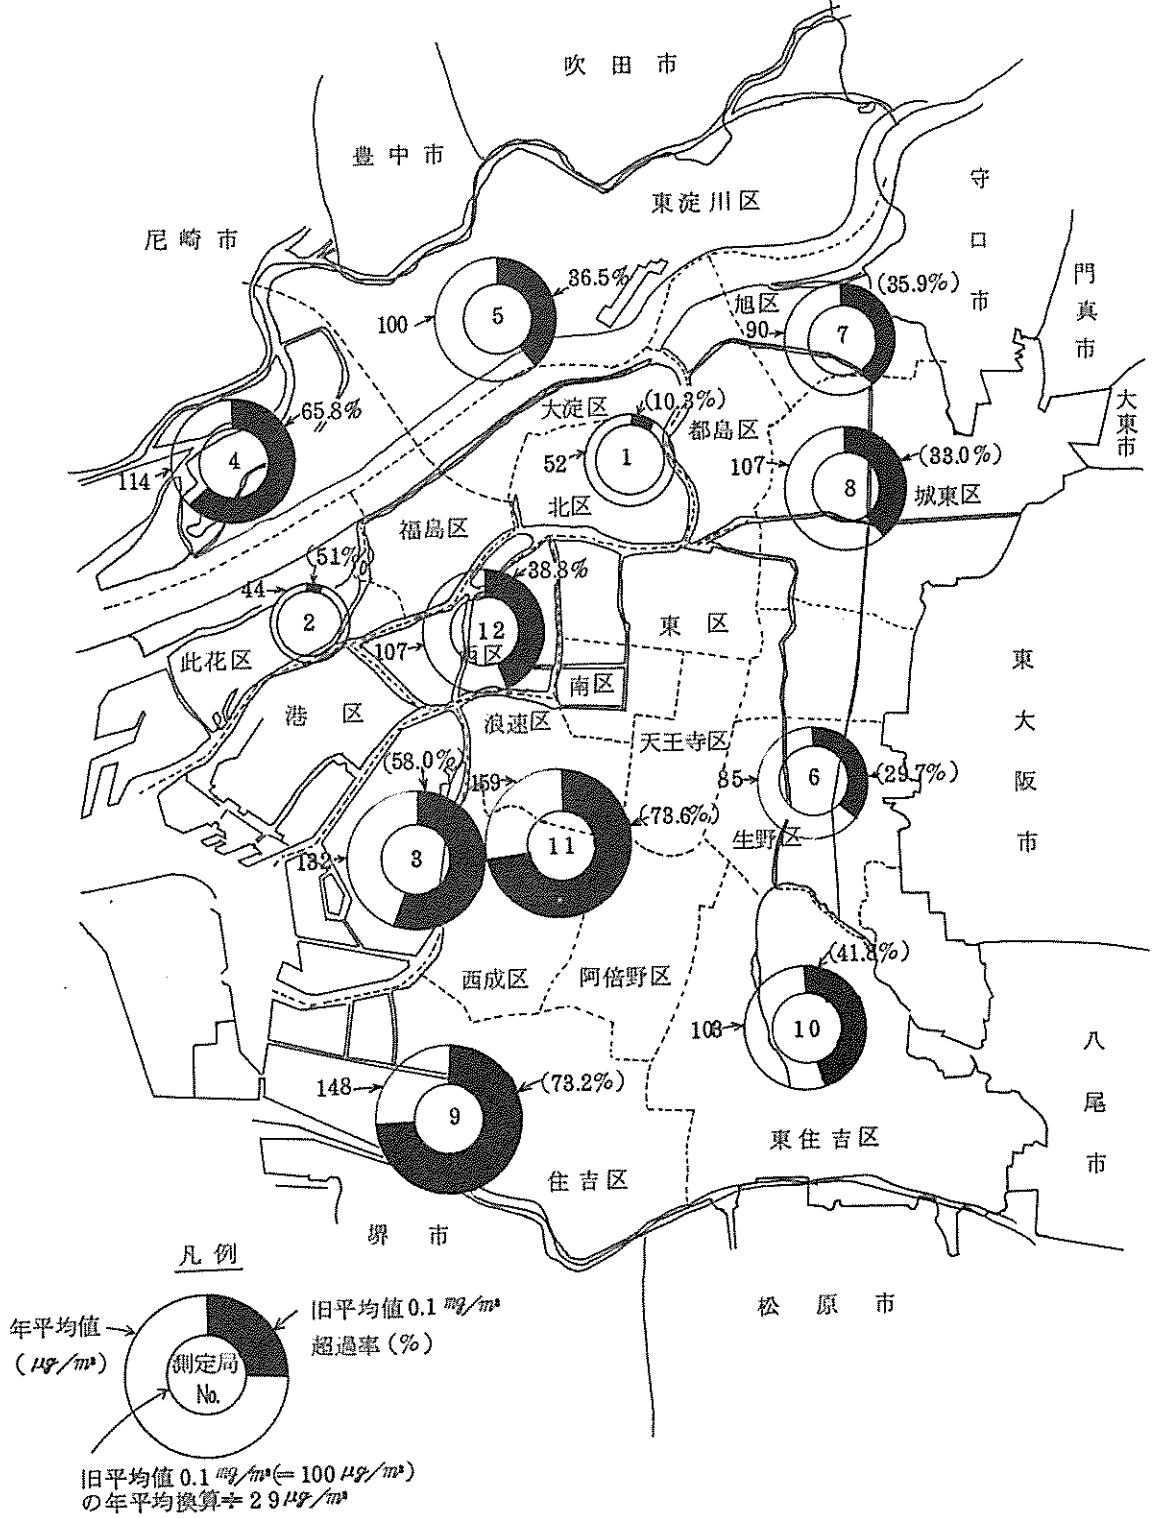 吹田市
豊中市
東淀川区
守口市
尼崎市
門真市
36.5%
(35.9%)
旭区
100
5
90
7
大東市
大淀区
(10.3%)
65.8%
都島区
4
52
1
107
(33.0%)
114
8
城東区
北区
福島区
(51%)
38.8%
44
2
12
東区
此花区
107
西区
東大阪市
南区
港区
浪速区
天王寺区
(58.0%)
159
85
6
(29.7%)
(73.6%)
生野区
132
3
11
(41.8%)
西成区
阿倍野区
103
10
八尾市
148
(73.2%)
9
東住吉区
住吉区
堺市
凡例
松原市
旧平均値0.1mg/m³
年平均値
超過率(%)
(μg/m³)
測定局
No.
旧平均値0.1mg/m³(=100μg/m³)
の年平均換算≑29μg/m³